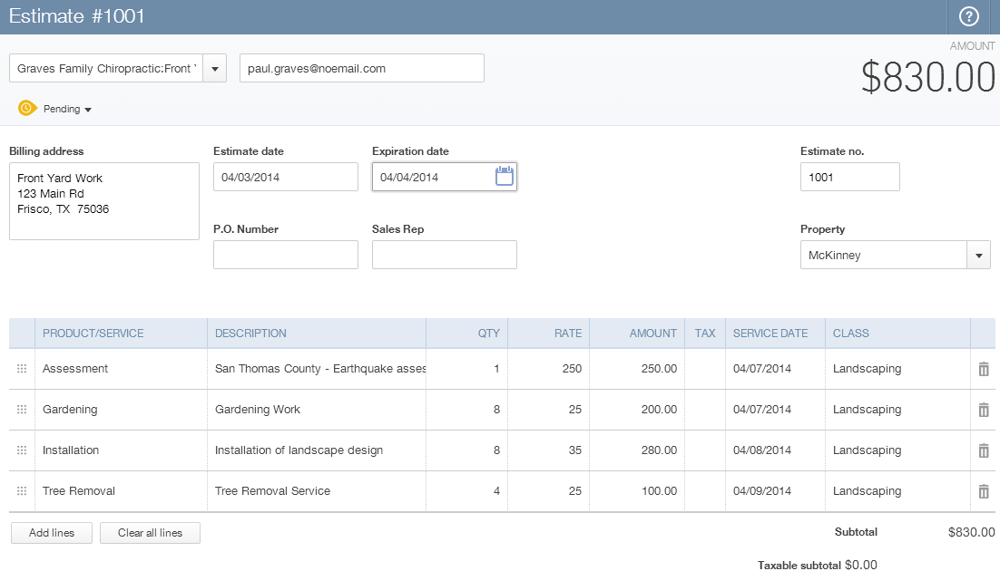 Estimate #1001
?
AMOUNT
$830.00
Graves Family Chiropractic:Front
paul.graves@noemail.com
Pending
Billing address
Estimate date
Expiration date
Estimate no.
Front Yard Work
123 Main Rd
Frisco, TX 75036
04/03/2014
04/04/2014
1001
P.O. Number
Sales Rep
Property
McKinney
PRODUCT/SERVICE DESCRIPTION QTY RATE AMOUNT TAX SERVICE DATE CLASS
Assessment San Thomas County - Earthquake asses 1 250 250.00 04/07/2014 Landscaping
Gardening Gardening Work 8 25 200.00 04/07/2014 Landscaping
Installation Installation of landscape design 8 35 280.00 04/08/2014 Landscaping
Tree Removal Tree Removal Service 4 25 100.00 04/09/2014 Landscaping
Add lines
Clear all lines
Subtotal $830.00
Taxable subtotal $0.00